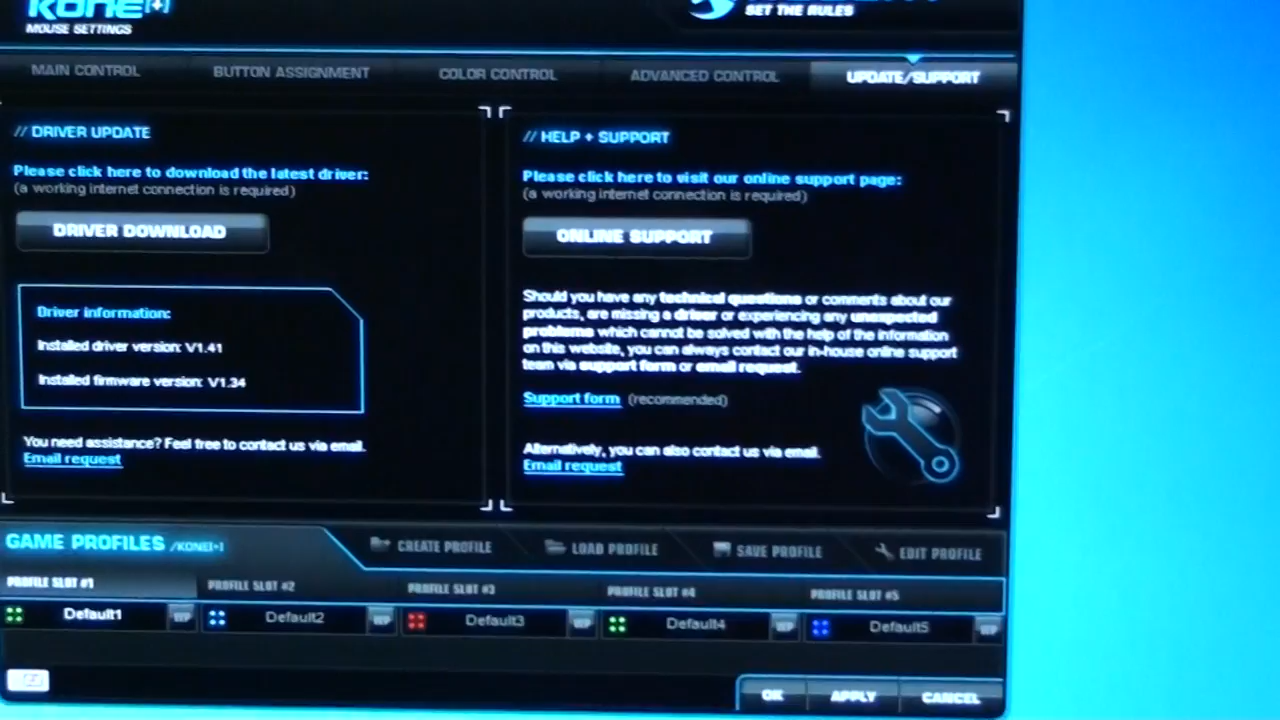 KONE[+]
MOUSE SETTINGS
SET THE RULES
MAIN CONTROL
BUTTON ASSIGNMENT
COLOR CONTROL
ADVANCED CONTROL
UPDATE/SUPPORT
// DRIVER UPDATE
Please click here to download the latest driver:
(a working internet connection is required)
DRIVER DOWNLOAD
Driver information:
Installed driver version: V1.41
Installed firmware version: V1.34
You need assistance? Feel free to contact us via email.
Email request
// HELP + SUPPORT
Please click here to visit our online support page:
(a working internet connection is required)
ONLINE SUPPORT
Should you have any technical questions or comments about our
products, are missing a driver or experiencing any unexpected
problems which cannot be solved with the help of the information
on this website, you can always contact our in-house online support
team via support form or email request.
Support form (recommended)
Alternatively, you can also contact us via email.
Email request
GAME PROFILES /KONE[+]
CREATE PROFILE
LOAD PROFILE
SAVE PROFILE
EDIT PROFILE
PROFILE SLOT #1
PROFILE SLOT #2
PROFILE SLOT #3
PROFILE SLOT #4
PROFILE SLOT #5
Default1
Default2
Default3
Default4
Default5
OK
APPLY
CANCEL